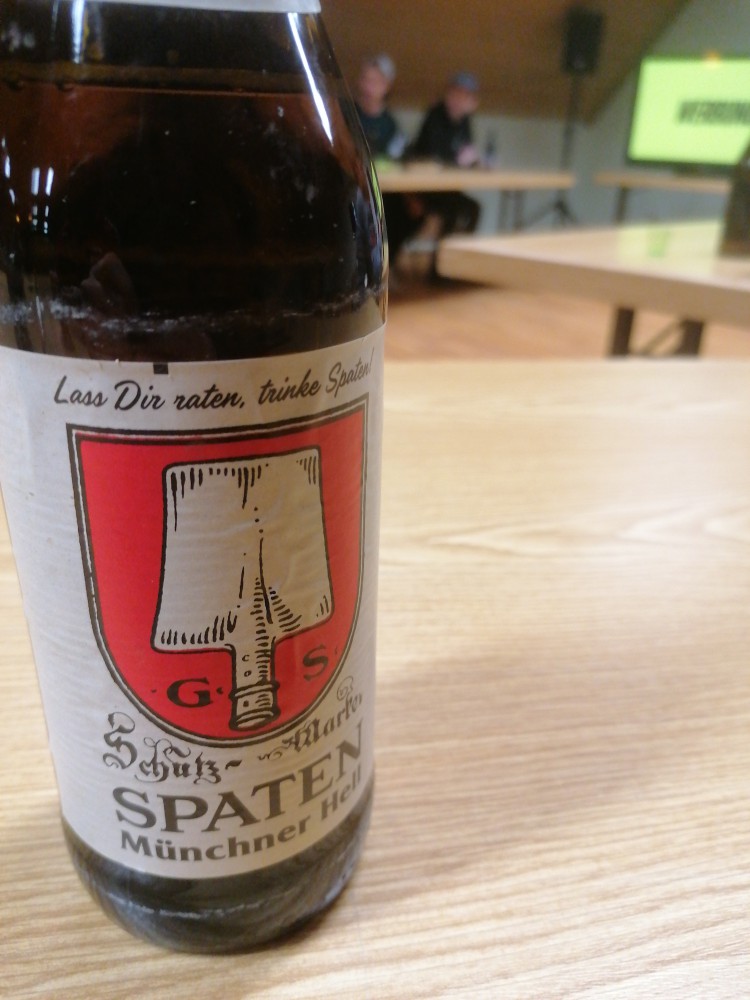 Lass Dir raten, trinke Spaten!
G S
Schutz-Marke
SPATEN
Münchner Hell